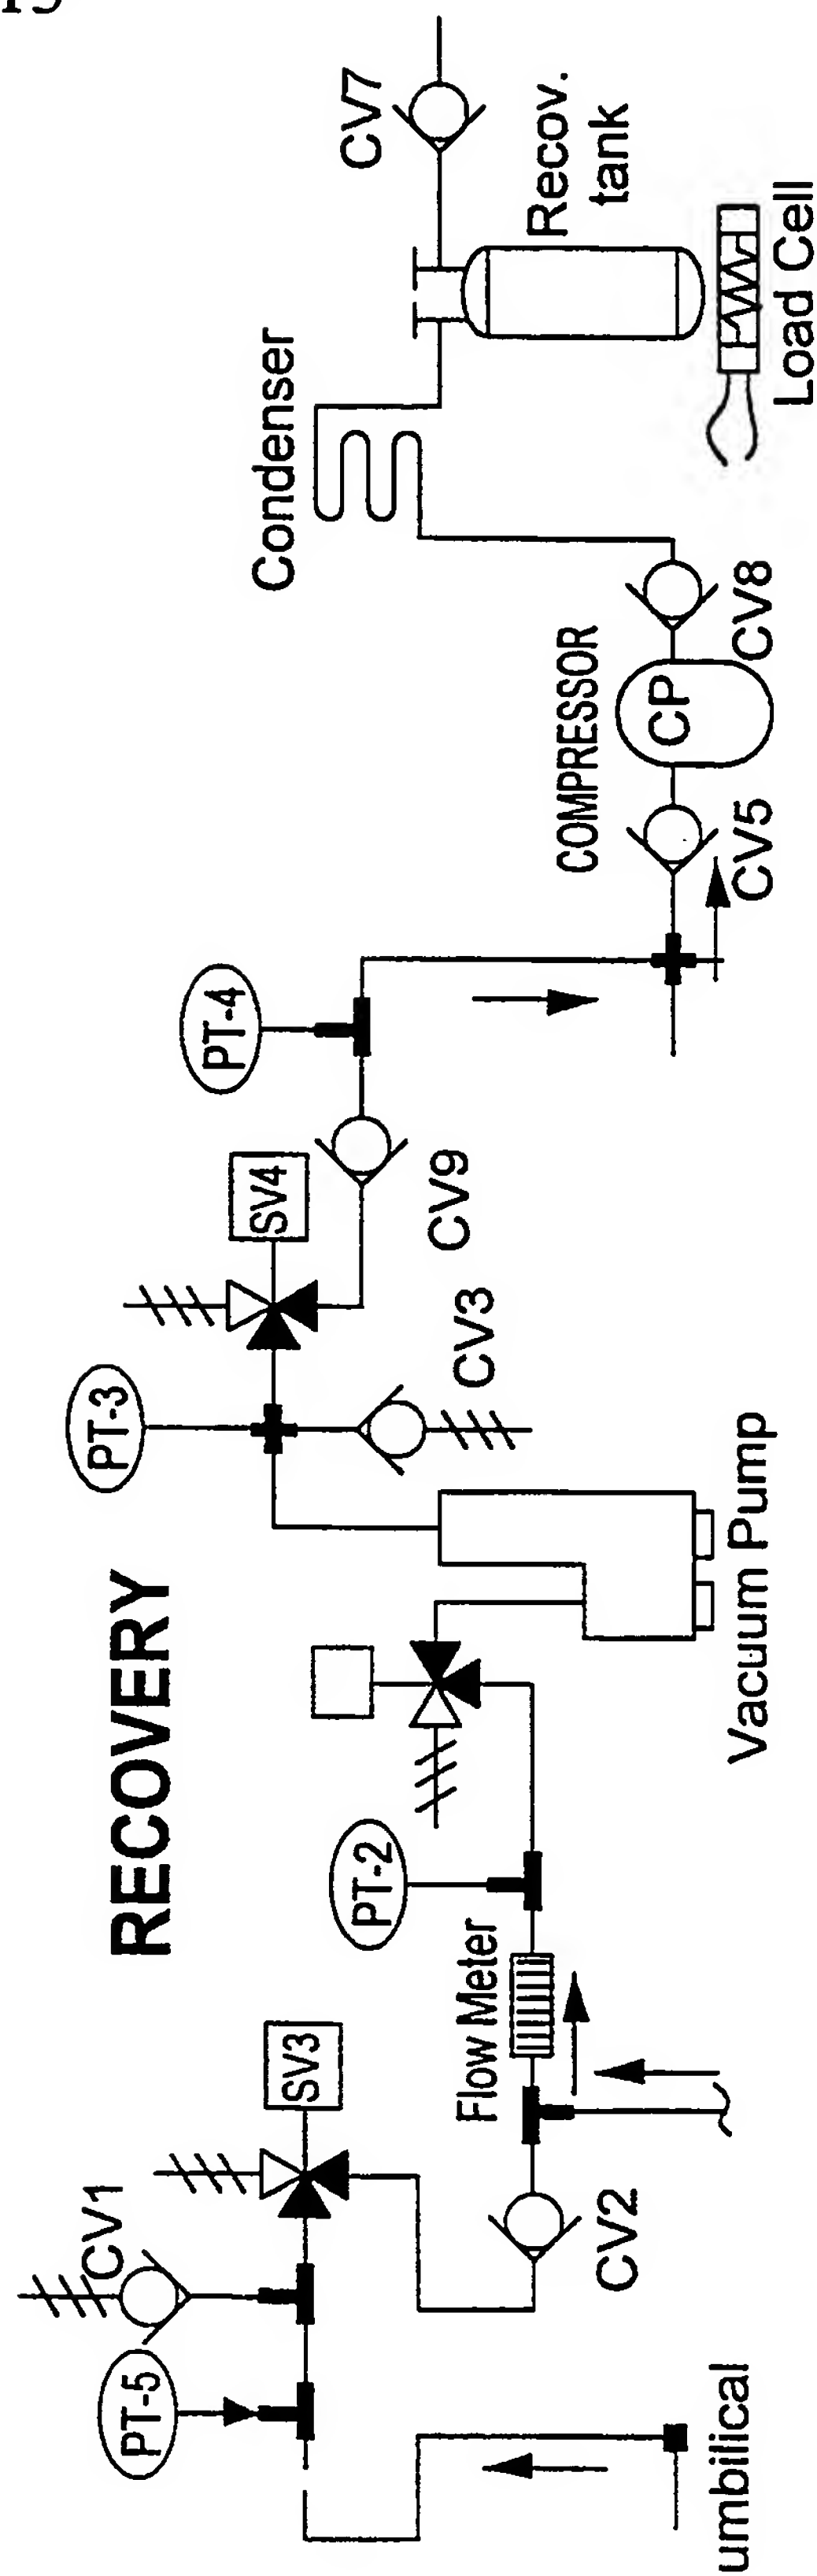 RECOVERY
PT-5
CV1
SV3
umbilical
CV2
Flow Meter
PT-2
Vacuum Pump
PT-3
CV3
SV4
CV9
PT-4
COMPRESSOR
CV5
CP
CV8
Condenser
CV7
Recov.
tank
Load Cell